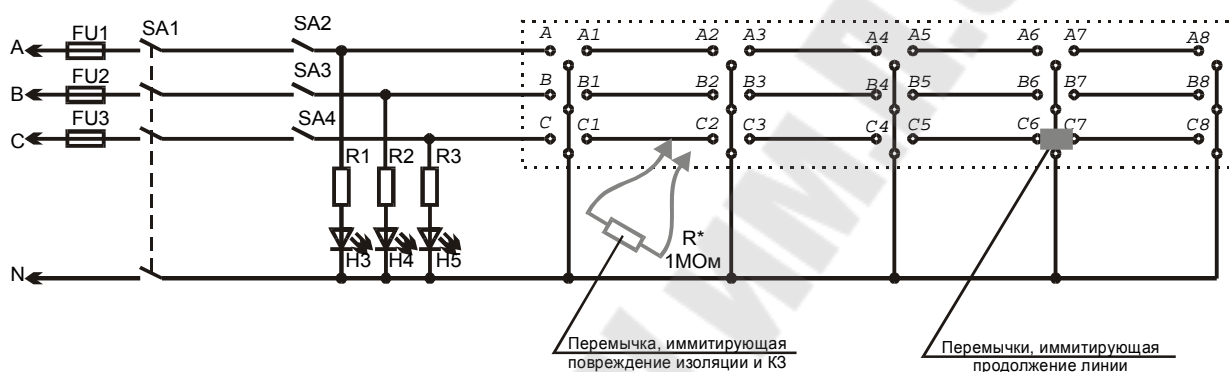 A FU1 SA1 SA2 A A1 A2 A3 A4 A5 A6 A7 A8
B FU2 SA3 B B1 B2 B3 B4 B5 B6 B7 B8
C FU3 SA4 C C1 C2 C3 C4 C5 C6 C7 C8
R1 R2 R3
R*
1МОм
H3 H4 H5
N
Перемычка, иммитирующая
повреждение изоляции и КЗ
Перемычки, иммитирующая
продолжение линии